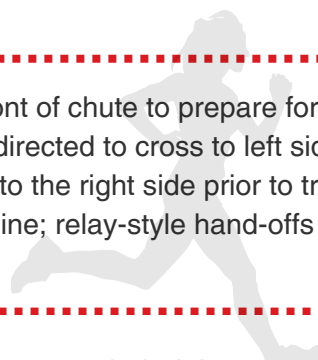 ont of chute to prepare for
directed to cross to left sid
to the right side prior to tr
ine; relay-style hand-offs